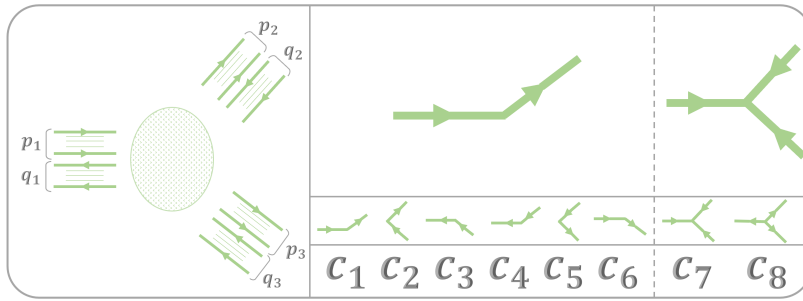 p₂
q₂
p₁
q₁
p₃
q₃
C₁ C₂ C₃ C₄ C₅ C₆ C₇ C₈